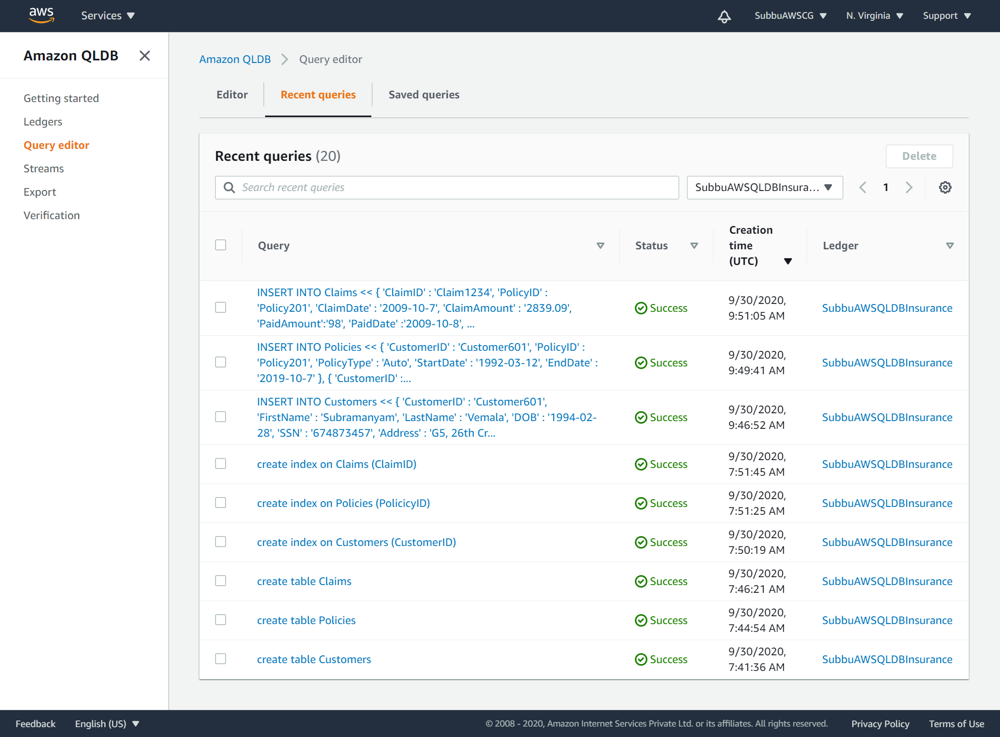 aws
Services
SubbuAWSCG
N. Virginia
Support
Amazon QLDB
Getting started
Ledgers
Query editor
Streams
Export
Verification
Amazon QLDB
Query editor
Editor
Recent queries
Saved queries
Recent queries (20)
Delete
Search recent queries
SubbuAWSQLDBInsura...
1
Query
Status
Creation
time
(UTC)
Ledger
INSERT INTO Claims << { 'ClaimID' : 'Claim1234', 'PolicyID' :
'Policy201', 'ClaimDate' : '2009-10-7', 'ClaimAmount' : '2839.09',
'PaidAmount':'98', 'PaidDate' :'2009-10-8', ...
Success
9/30/2020,
9:51:05 AM
SubbuAWSQLDBInsurance
INSERT INTO Policies << { 'CustomerID' : 'Customer601', 'PolicyID' :
'Policy201', 'PolicyType' : 'Auto', 'StartDate' : '1992-03-12', 'EndDate' :
'2019-10-7' }, { 'CustomerID' :...
Success
9/30/2020,
9:49:41 AM
SubbuAWSQLDBInsurance
INSERT INTO Customers << { 'CustomerID' : 'Customer601',
'FirstName' : 'Subramanyam', 'LastName' : 'Vemala', 'DOB' : '1994-02-
28', 'SSN' : '674873457', 'Address' : 'G5, 26th Cr...
Success
9/30/2020,
9:46:52 AM
SubbuAWSQLDBInsurance
create index on Claims (ClaimID)
Success
9/30/2020,
7:51:45 AM
SubbuAWSQLDBInsurance
create index on Policies (PolicicyID)
Success
9/30/2020,
7:51:25 AM
SubbuAWSQLDBInsurance
create index on Customers (CustomerID)
Success
9/30/2020,
7:50:19 AM
SubbuAWSQLDBInsurance
create table Claims
Success
9/30/2020,
7:46:21 AM
SubbuAWSQLDBInsurance
create table Policies
Success
9/30/2020,
7:44:54 AM
SubbuAWSQLDBInsurance
create table Customers
Success
9/30/2020,
7:41:36 AM
SubbuAWSQLDBInsurance
Feedback
English (US)
© 2008 - 2020, Amazon Internet Services Private Ltd. or its affiliates. All rights reserved.
Privacy Policy
Terms of Use